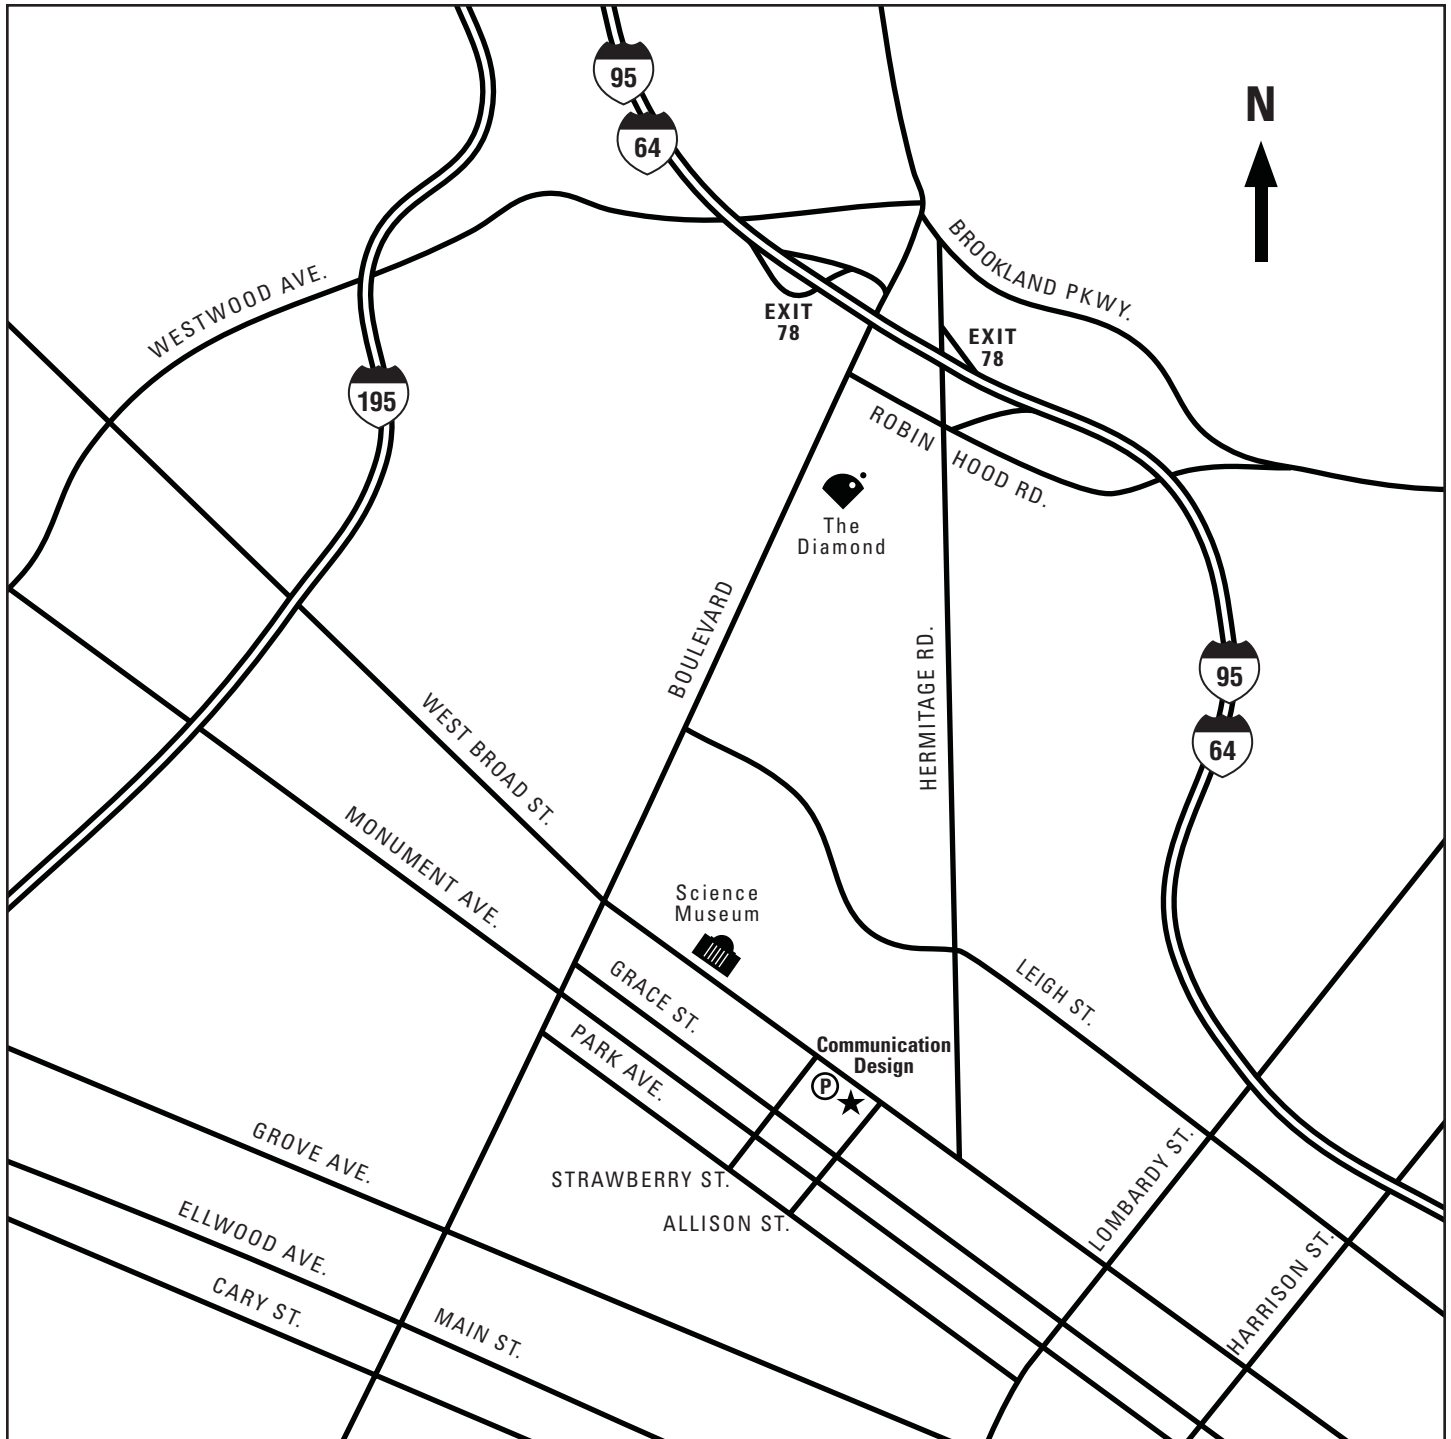 95
64
N
BROOKLAND PKWY.
WESTWOOD AVE.
EXIT
78
EXIT
78
195
ROBIN HOOD RD.
The
Diamond
BOULEVARD
HERMITAGE RD.
95
64
WEST BROAD ST.
MONUMENT AVE.
Science
Museum
GRACE ST.
LEIGH ST.
PARK AVE.
Communication
Design
P
GROVE AVE.
STRAWBERRY ST.
ALLISON ST.
LOMBARDY ST.
HARRISON ST.
ELLWOOD AVE.
CARY ST.
MAIN ST.